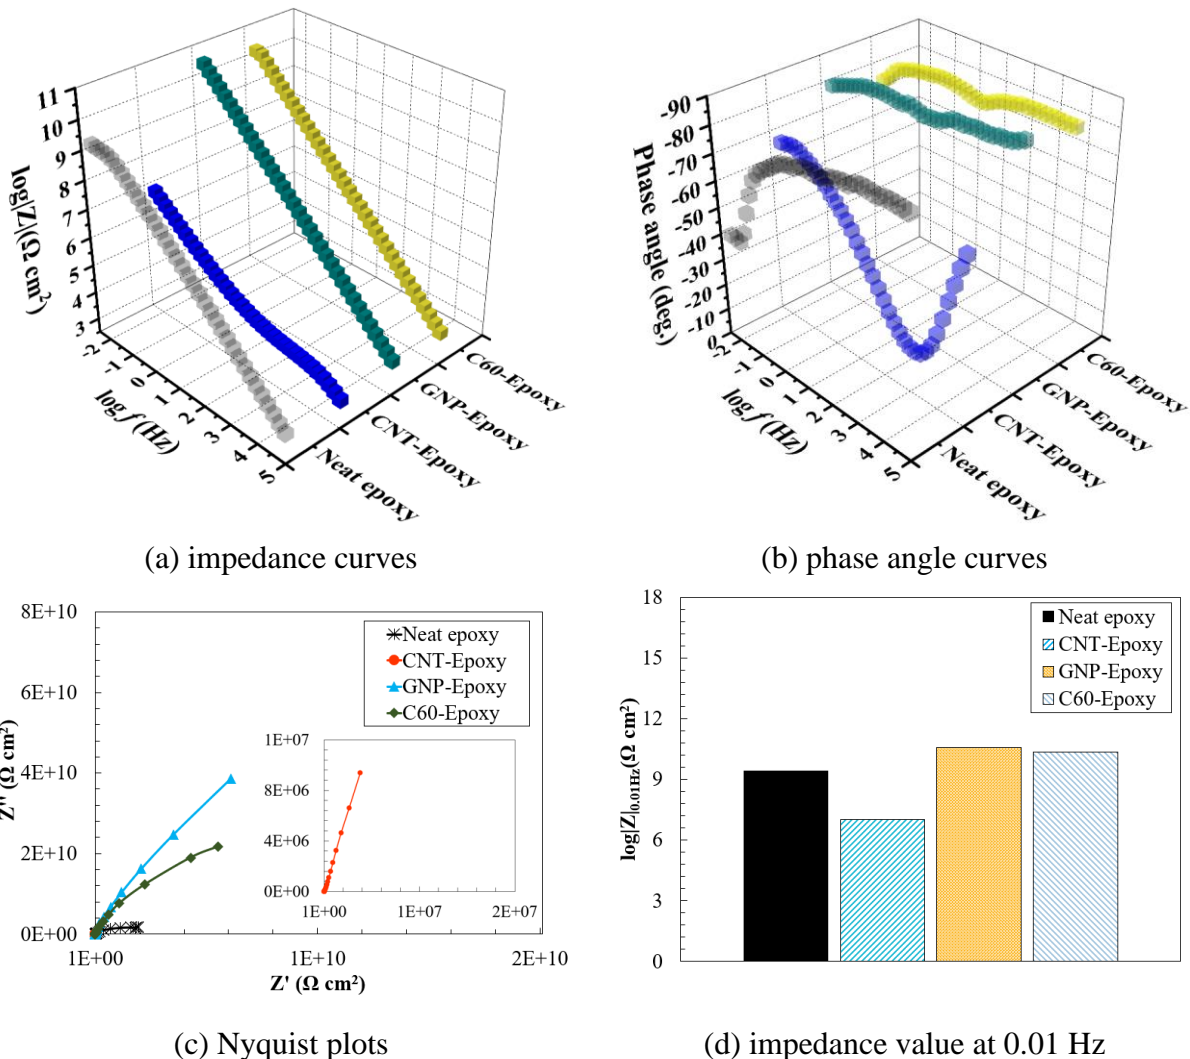 11
10
9
8
7
6
5
4
3
log|Z|(Ω cm²)
-2
-1
0
1
2
3
4
5
log f (Hz)
Neat epoxy
CNT-Epoxy
GNP-Epoxy
C60-Epoxy
(a) impedance curves
-90
-80
-70
-60
-50
-40
-30
-20
-10
0
Phase angle (deg.)
-2
-1
0
1
2
3
4
5
log f (Hz)
Neat epoxy
CNT-Epoxy
GNP-Epoxy
C60-Epoxy
(b) phase angle curves
8E+10
6E+10
4E+10
2E+10
0E+00
Z'' (Ω cm²)
1E+00
1E+10
2E+10
Z' (Ω cm²)
Neat epoxy
CNT-Epoxy
GNP-Epoxy
C60-Epoxy
1E+07
8E+06
4E+06
0E+00
1E+00
1E+07
2E+07
(c) Nyquist plots
18
15
12
9
6
3
0
log|Z|0.01Hz(Ω cm²)
Neat epoxy
CNT-Epoxy
GNP-Epoxy
C60-Epoxy
(d) impedance value at 0.01 Hz